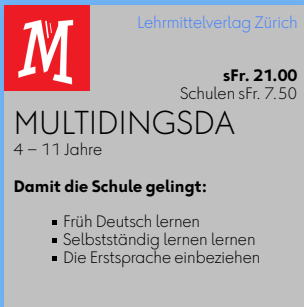 M
Lehrmittelverlag Zürich
sFr. 21.00
Schulen sFr. 7.50
MULTIDINGSDA
4 – 11 Jahre
Damit die Schule gelingt:
▪ Früh Deutsch lernen
▪ Selbstständig lernen lernen
▪ Die Erstsprache einbeziehen